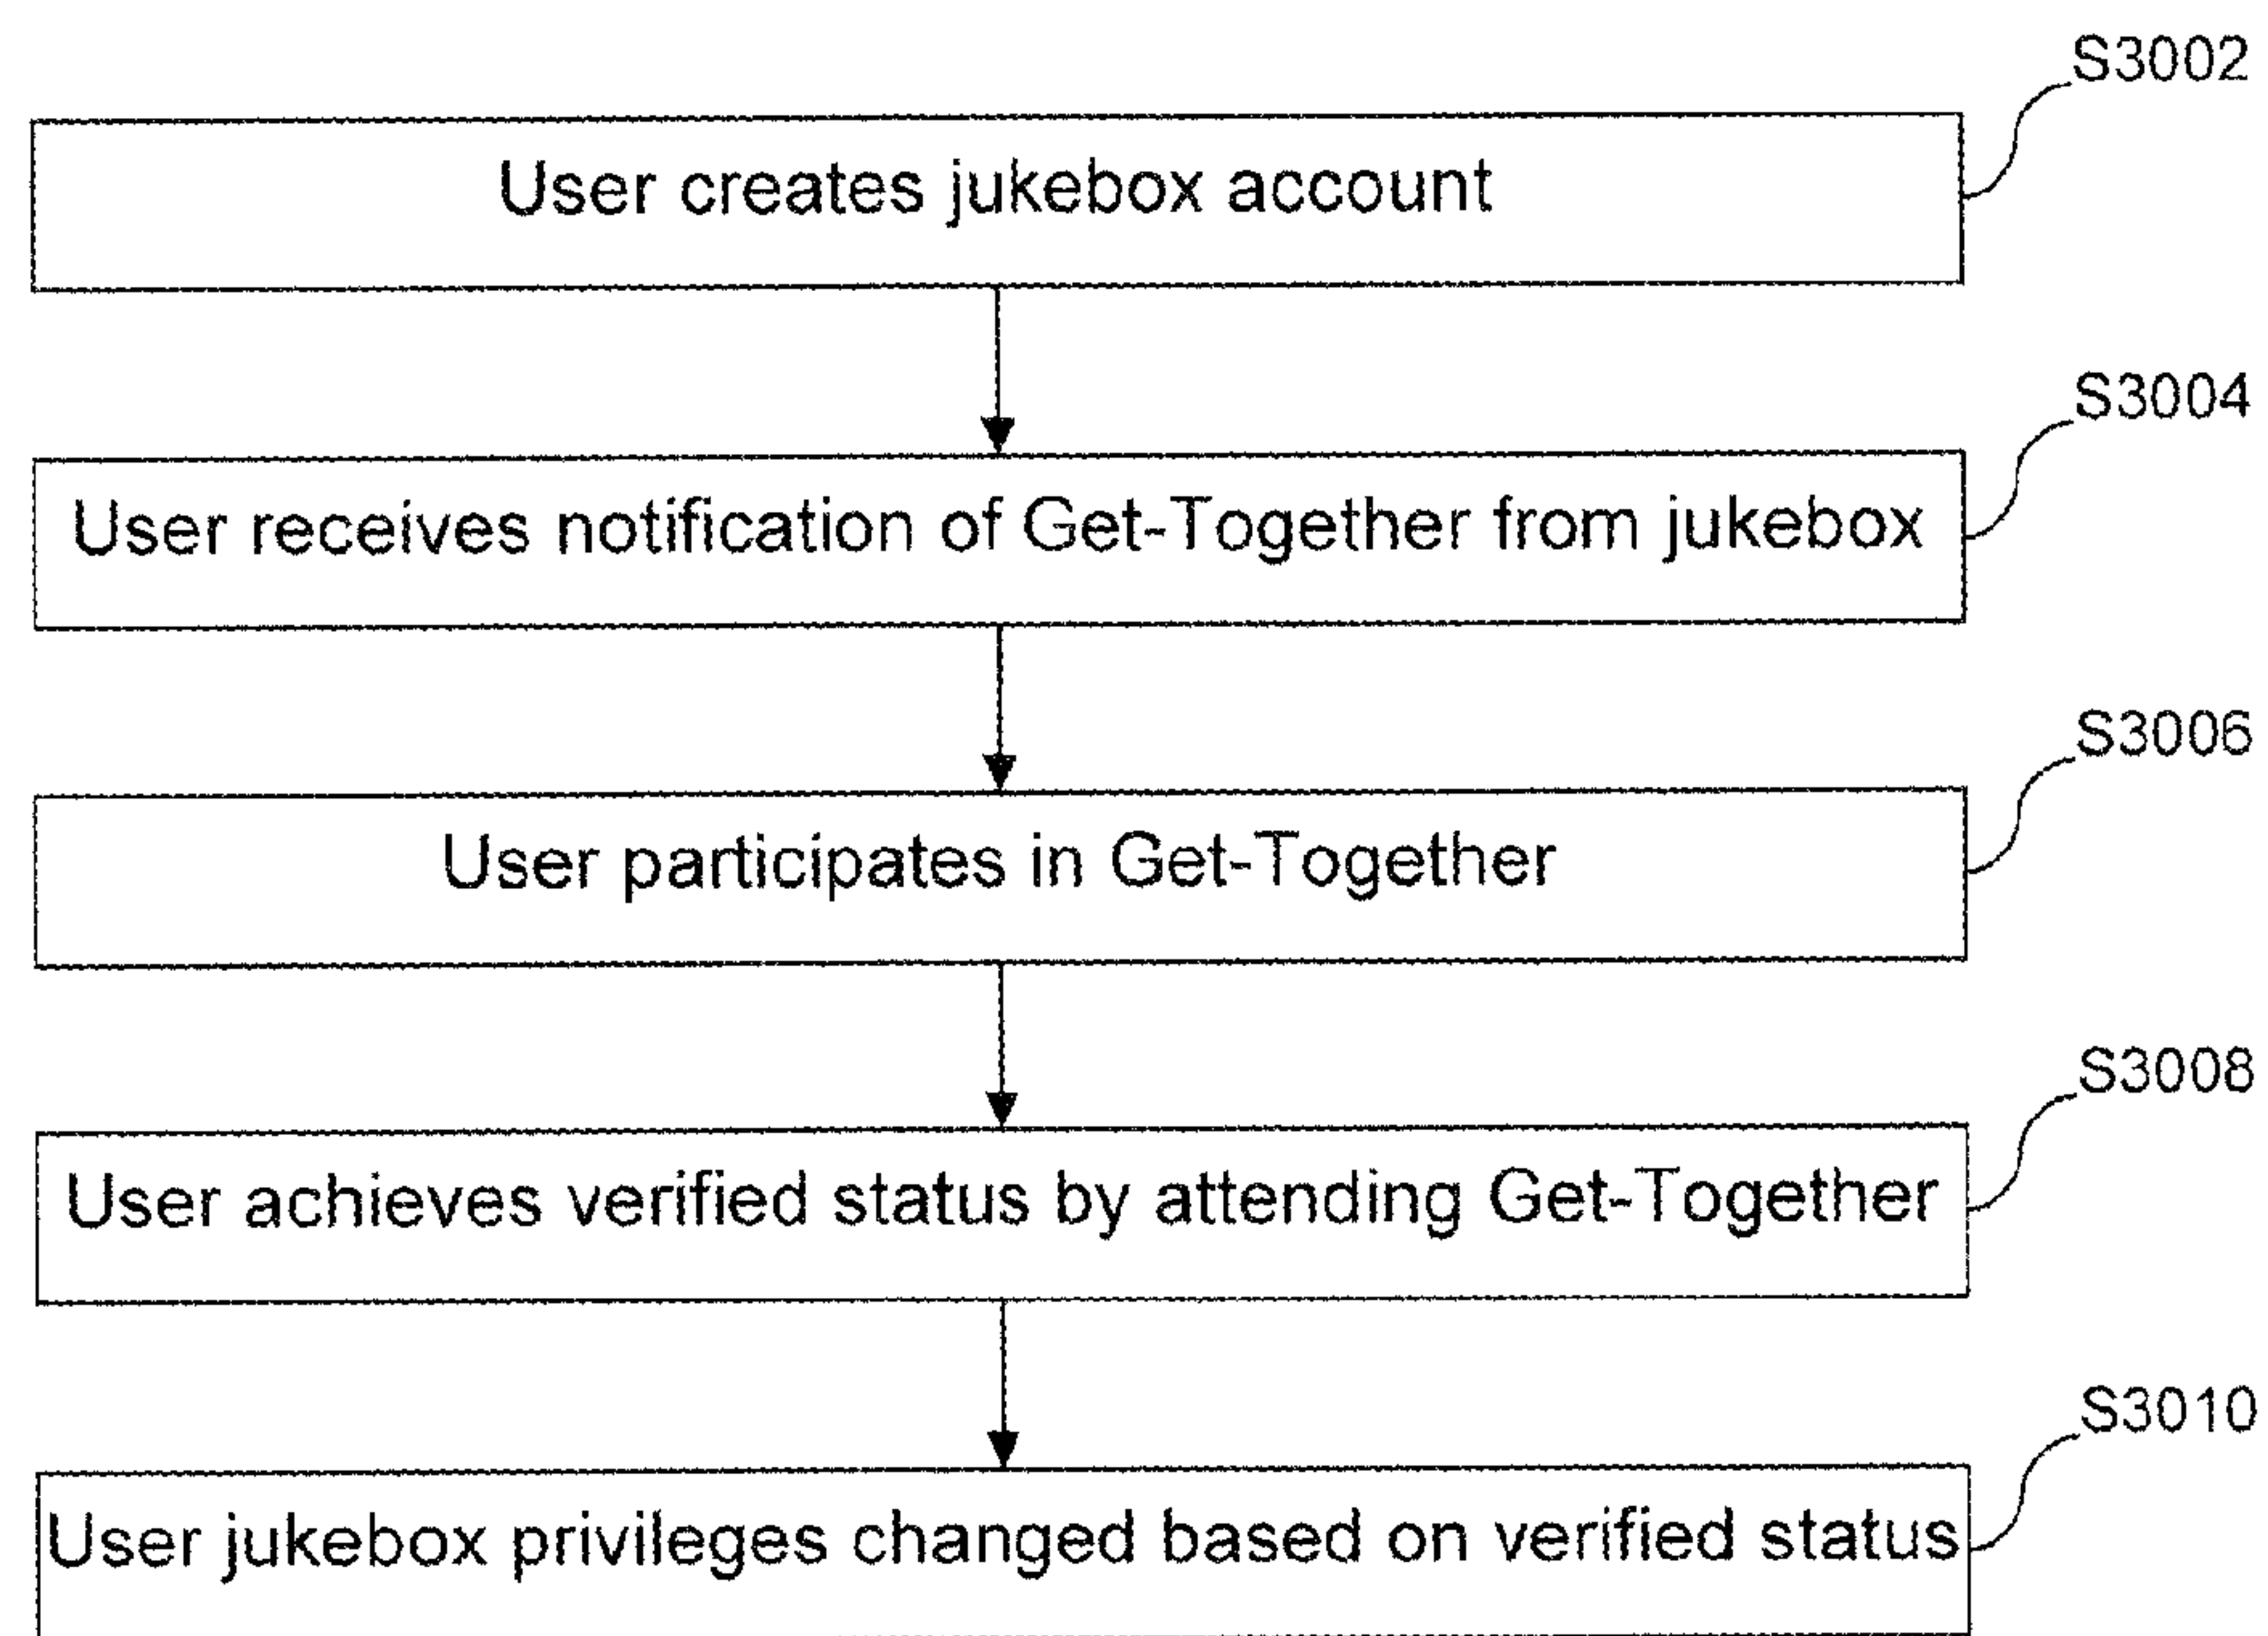 S3002
User creates jukebox account
S3004
User receives notification of Get-Together from jukebox
S3006
User participates in Get-Together
S3008
User achieves verified status by attending Get-Together
S3010
User jukebox privileges changed based on verified status